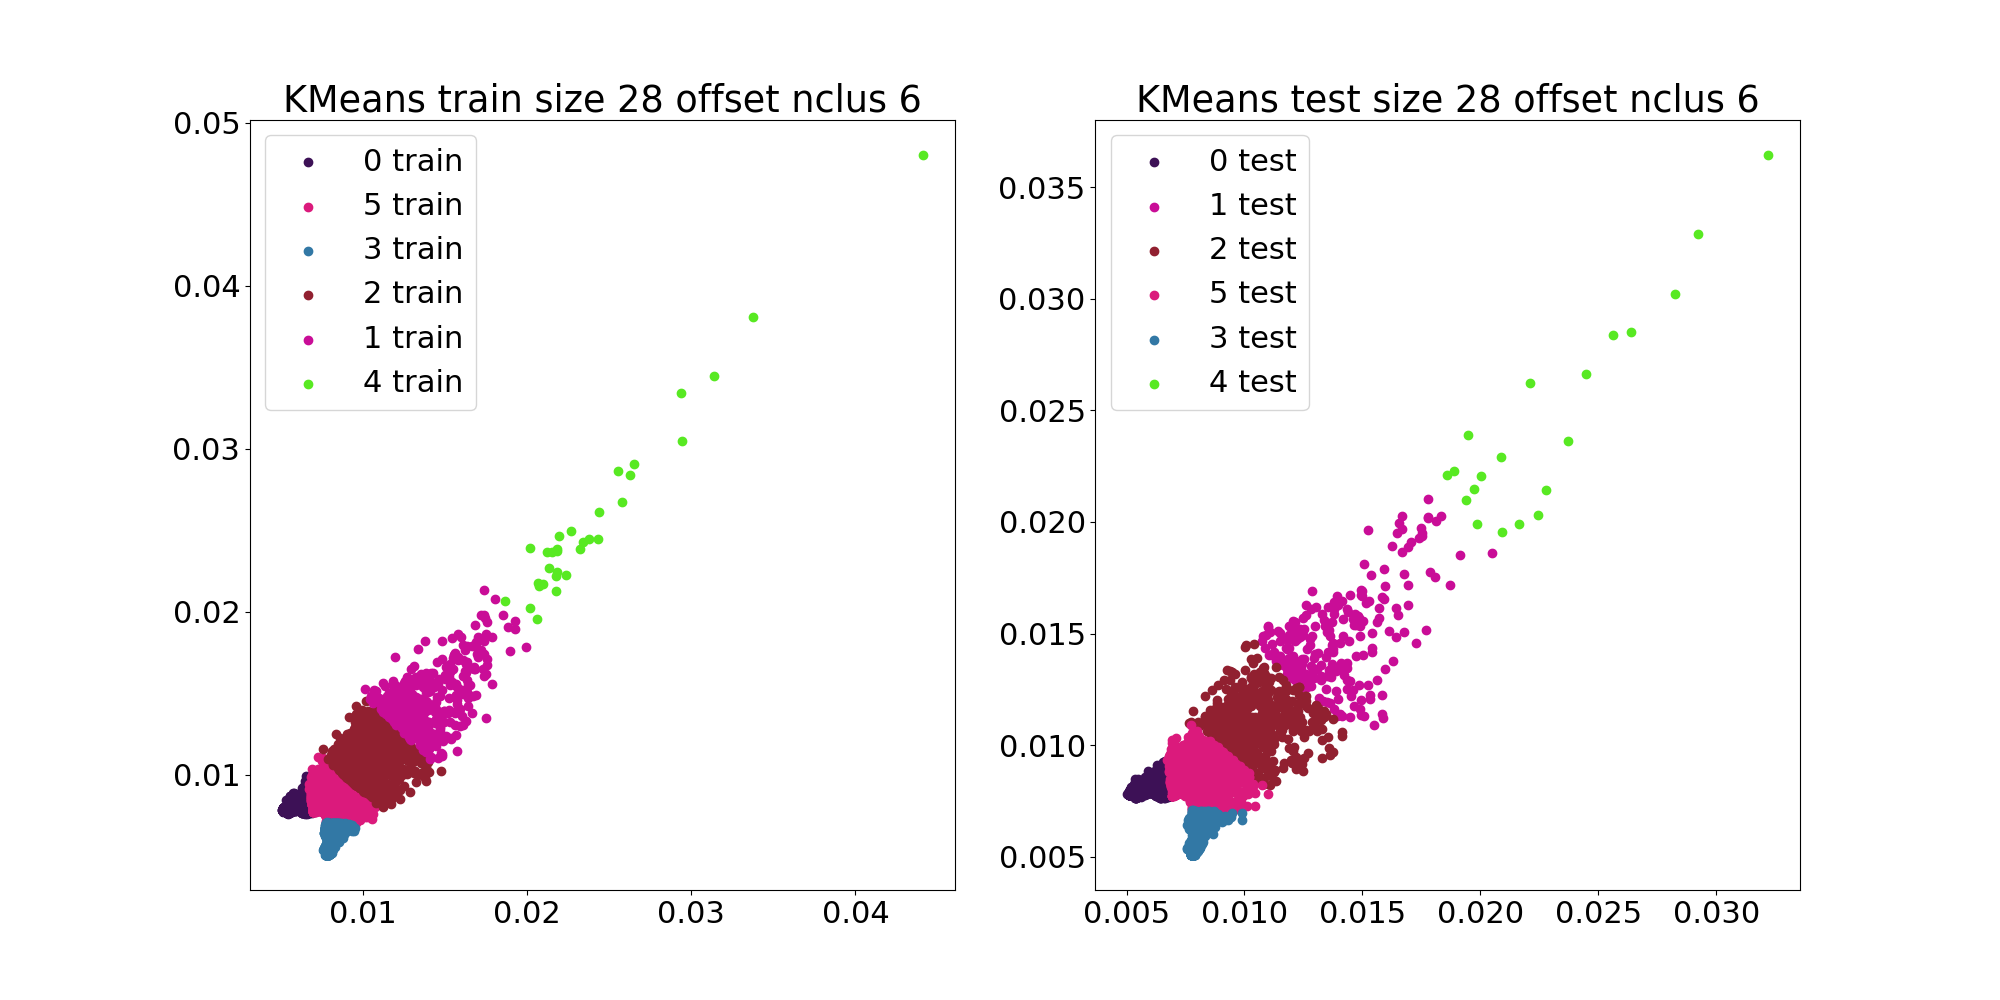 KMeans train size 28 offset nclus 6
0.05
0.04
0.03
0.02
0.01
0 train
5 train
3 train
2 train
1 train
4 train
0.01 0.02 0.03 0.04
KMeans test size 28 offset nclus 6
0.035
0.030
0.025
0.020
0.015
0.010
0.005
0 test
1 test
2 test
5 test
3 test
4 test
0.005 0.010 0.015 0.020 0.025 0.030